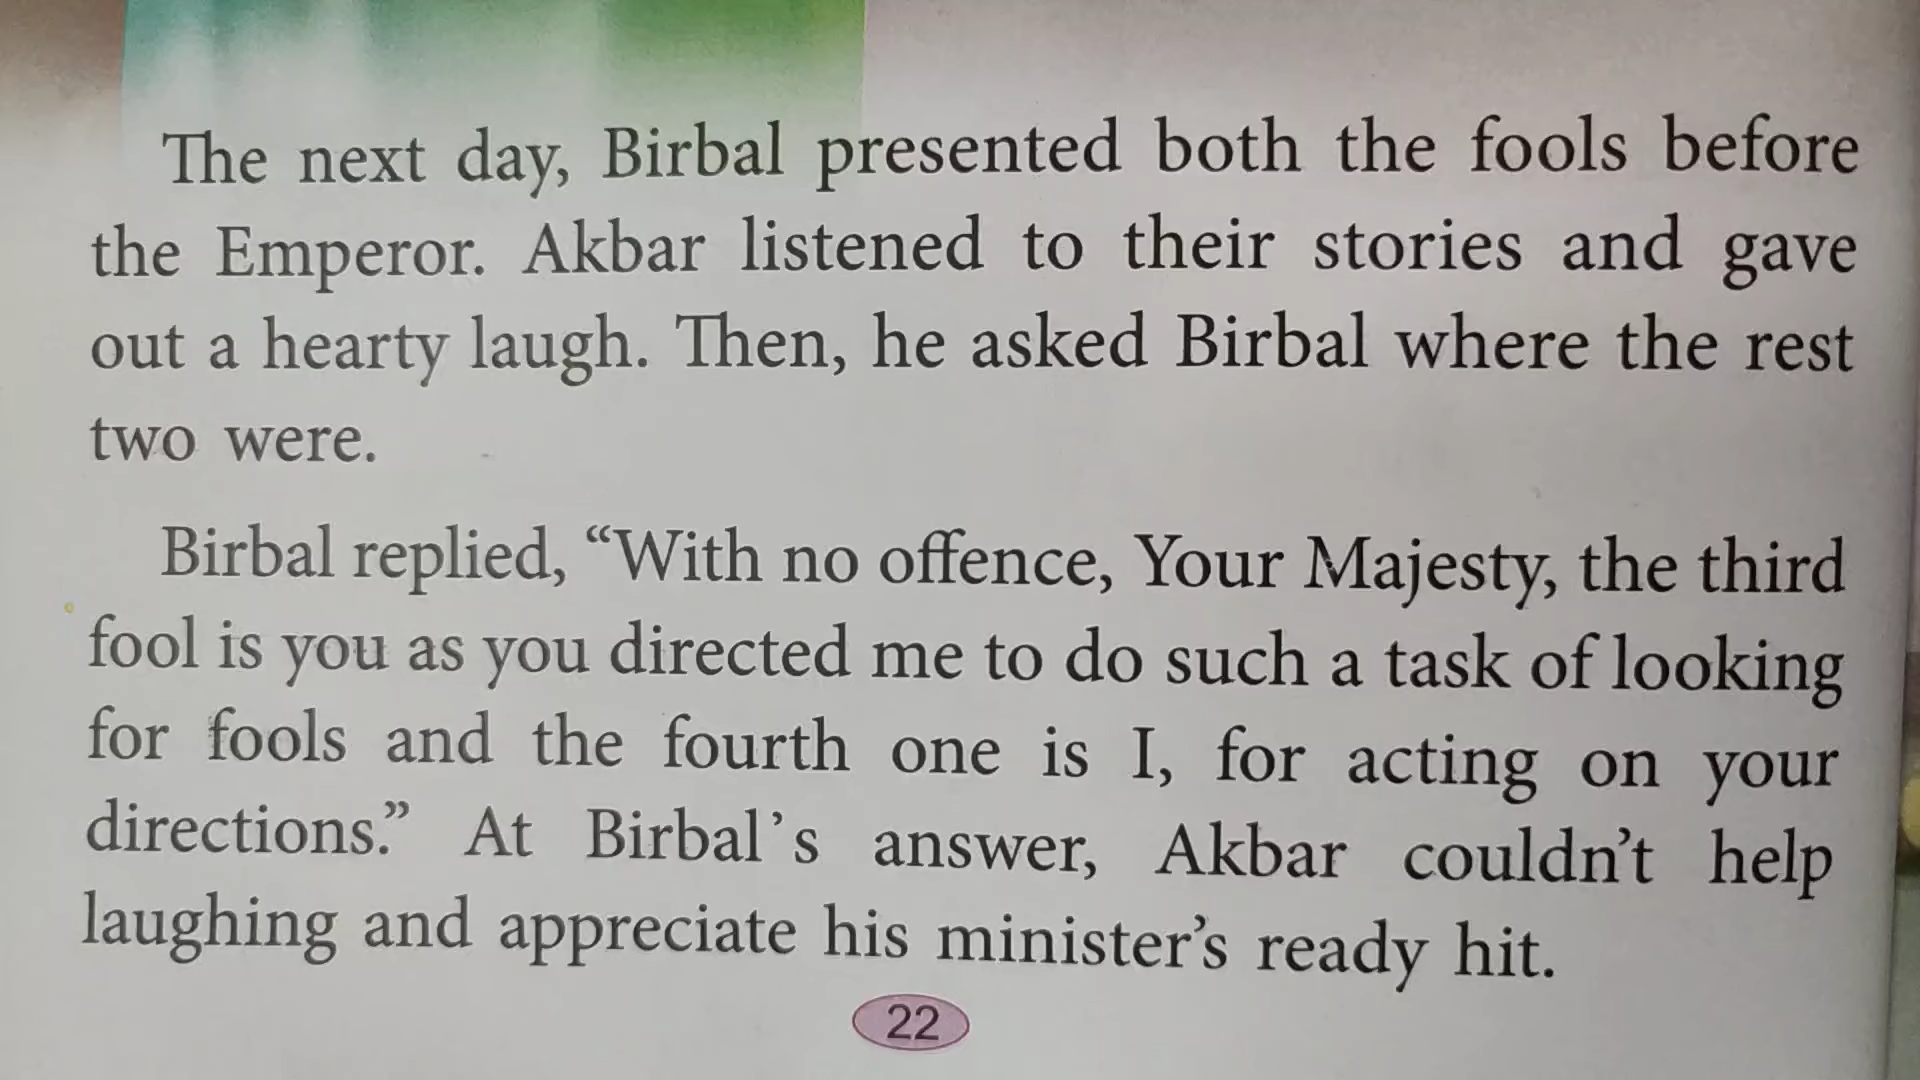 The next day, Birbal presented both the fools before
the Emperor. Akbar listened to their stories and gave
out a hearty laugh. Then, he asked Birbal where the rest
two were.
Birbal replied, “With no offence, Your Majesty, the third
fool is you as you directed me to do such a task of looking
for fools and the fourth one is I, for acting on your
directions.” At Birbal’s answer, Akbar couldn’t help
laughing and appreciate his minister’s ready hit.
22